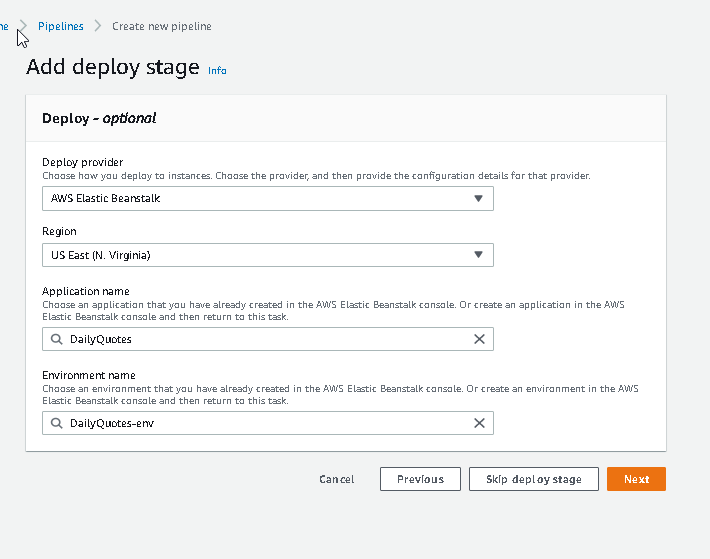 Pipelines
Create new pipeline
Add deploy stage Info
Deploy - optional
Deploy provider
Choose how you deploy to instances. Choose the provider, and then provide the configuration details for that provider.
AWS Elastic Beanstalk
Region
US East (N. Virginia)
Application name
Choose an application that you have already created in the AWS Elastic Beanstalk console. Or create an application in the AWS
Elastic Beanstalk console and then return to this task.
DailyQuotes
Environment name
Choose an environment that you have already created in the AWS Elastic Beanstalk console. Or create an environment in the AWS
Elastic Beanstalk console and then return to this task.
DailyQuotes-env
Cancel
Previous
Skip deploy stage
Next